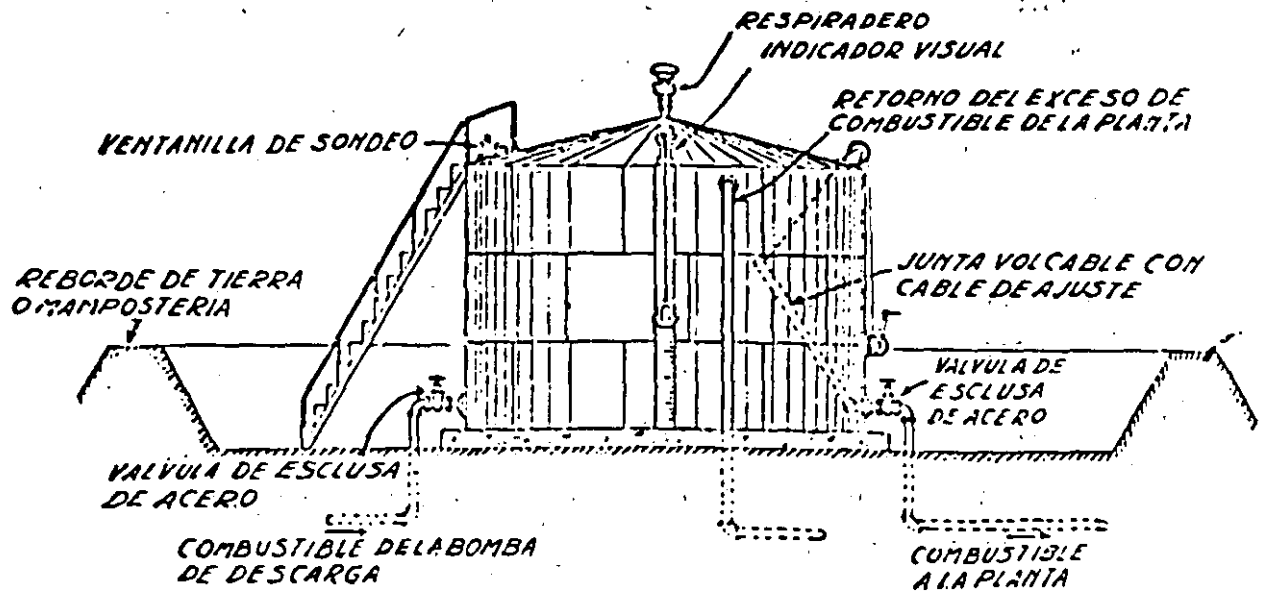 RESPIRADERO
INDICADOR VISUAL
RETORNO DEL EXCESO DE
COMBUSTIBLE DE LA PLANTA
VENTANILLA DE SONDEO
JUNTA VOLCABLE CON
CABLE DE AJUSTE
REBORDE DE TIERRA
O MAMPOSTERIA
VALVULA DE
ESCLUSA
DE ACERO
VALVULA DE ESCLUSA
DE ACERO
COMBUSTIBLE DE LA BOMBA
DE DESCARGA
COMBUSTIBLE
A LA PLANTA